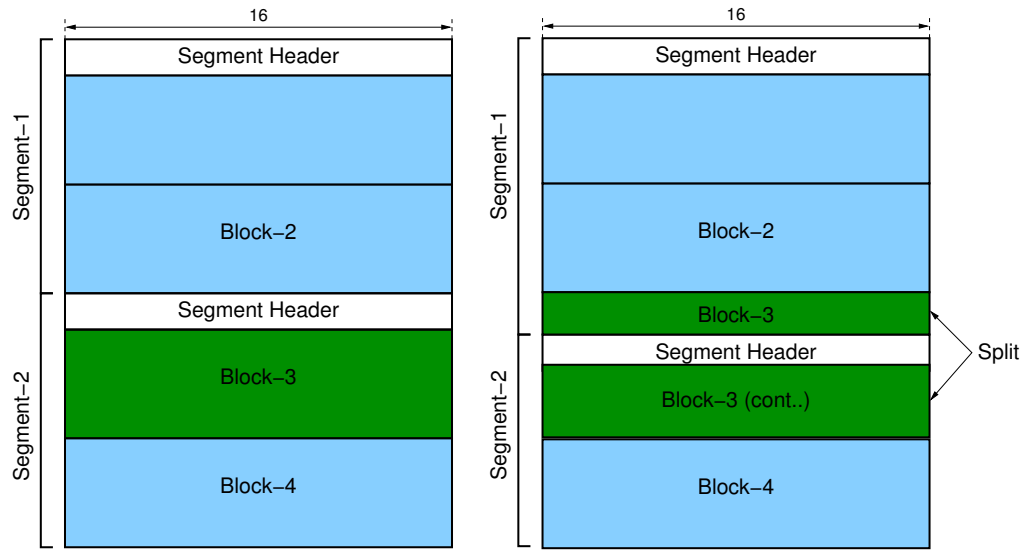 16
Segment Header
Segment-1
Block-2
Segment Header
Segment-2
Block-3
Block-4
16
Segment Header
Segment-1
Block-2
Block-3
Split
Segment Header
Segment-2
Block-3 (cont..)
Block-4